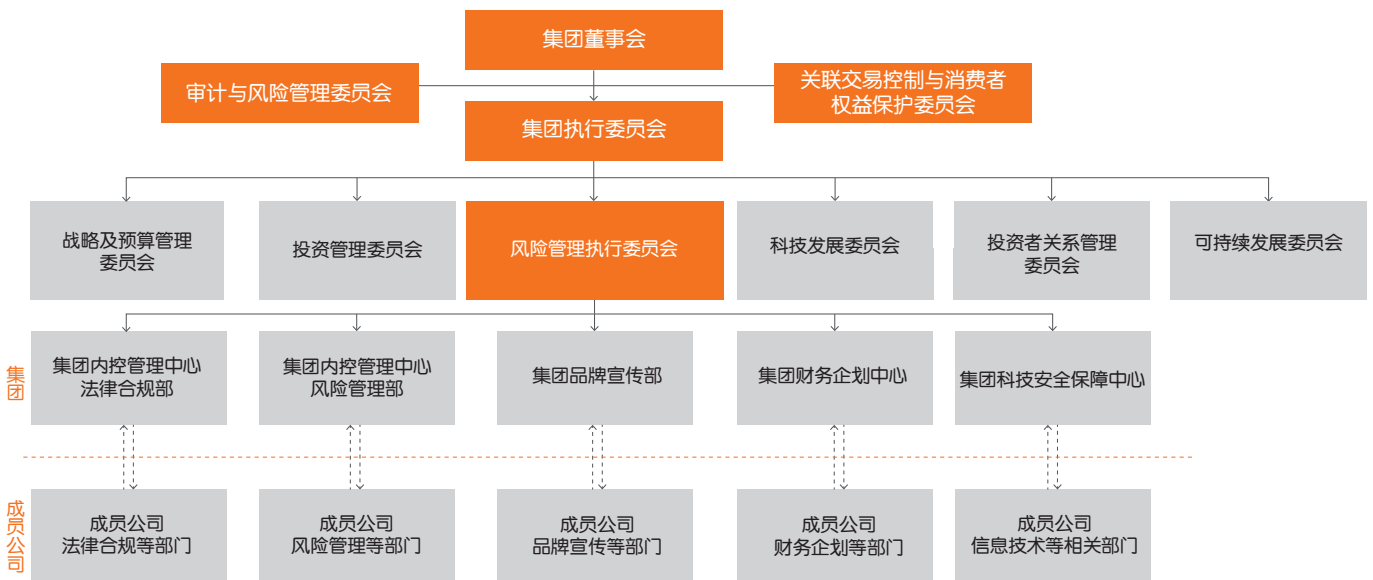 集团董事会
审计与风险管理委员会
关联交易控制与消费者
权益保护委员会
集团执行委员会
战略及预算管理
委员会
投资管理委员会
风险管理执行委员会
科技发展委员会
投资者关系管理
委员会
可持续发展委员会
集团
集团内控管理中心
法律合规部
集团内控管理中心
风险管理部
集团品牌宣传部
集团财务企划中心
集团科技安全保障中心
成员公司
成员公司
法律合规等部门
成员公司
风险管理等部门
成员公司
品牌宣传等部门
成员公司
财务企划等部门
成员公司
信息技术等相关部门